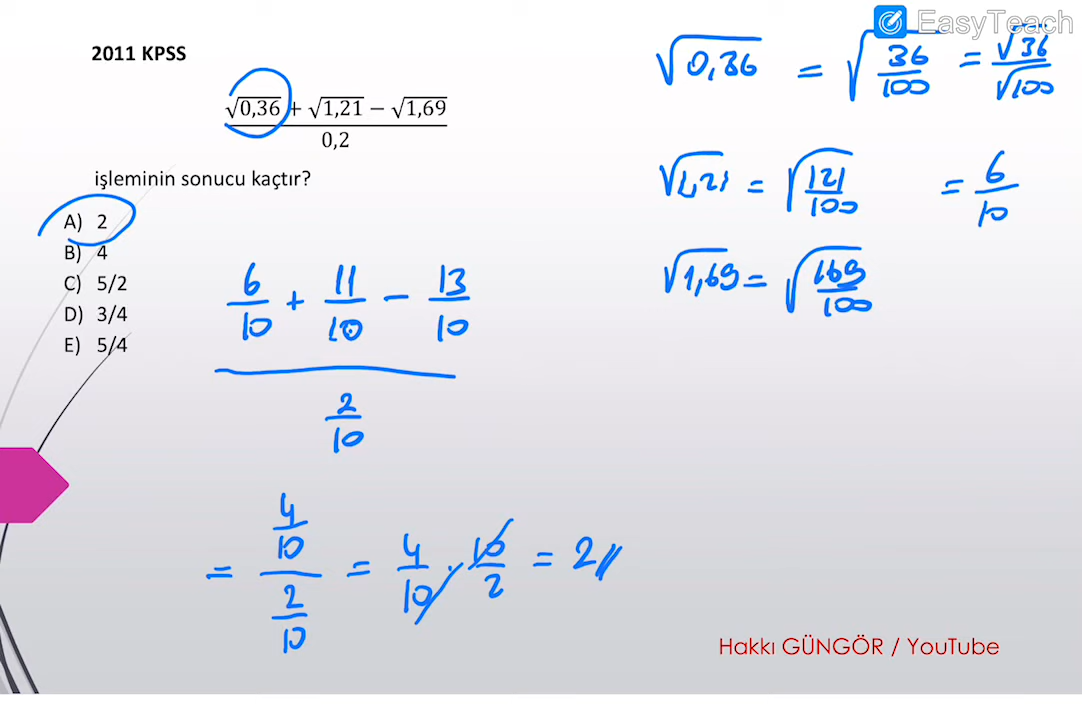 EasyTeach
2011 KPSS
√0,36 + √1,21 − √1,69
0,2
işleminin sonucu kaçtır?
A) 2
B) 4
C) 5/2
D) 3/4
E) 5/4
√0,36 = √36/100 = √36/√100
= 6/10
√1,21 = √121/100
√1,69 = √169/100
6/10 + 11/10 − 13/10
2/10
= 4/10 / 2/10 = 4/10 · 10/2 = 2//
Hakkı GÜNGÖR / YouTube